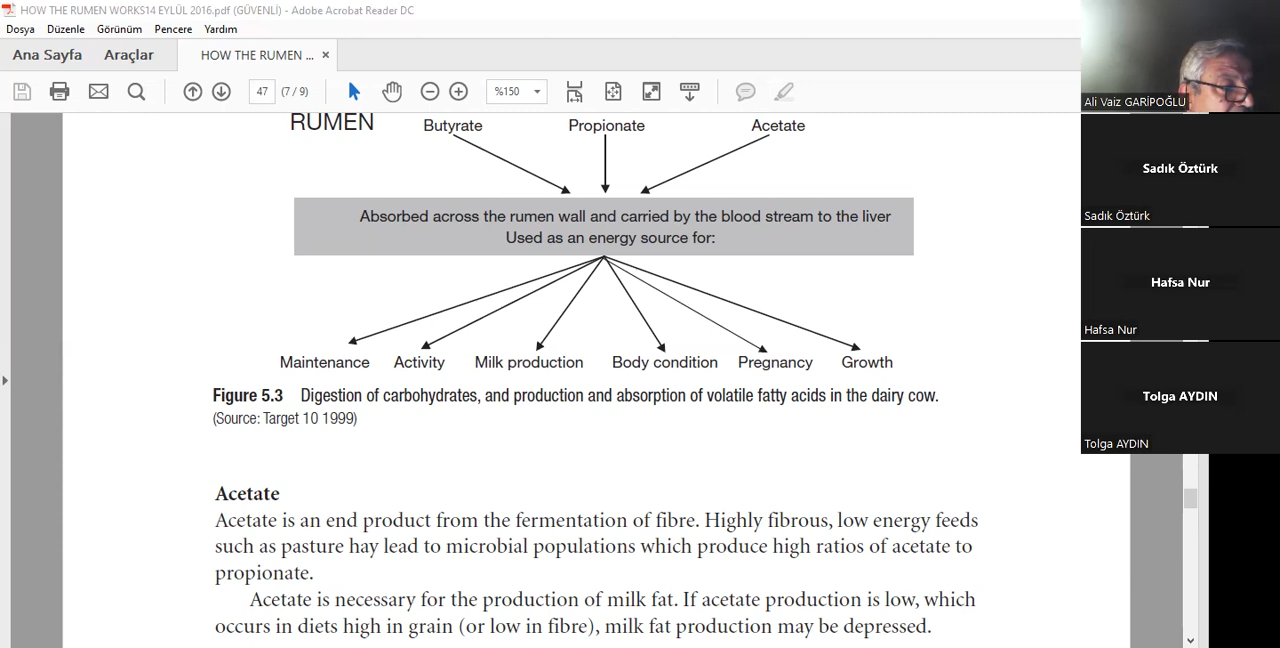 HOW THE RUMEN WORKS14 EYLÜL 2016.pdf (GÜVENLİ) - Adobe Acrobat Reader DC
Dosya Düzenle Görünüm Pencere Yardım
Ana Sayfa Araçlar HOW THE RUMEN ... ×
47 (7 / 9) %150
RUMEN Butyrate Propionate Acetate
Absorbed across the rumen wall and carried by the blood stream to the liver
Used as an energy source for:
Maintenance Activity Milk production Body condition Pregnancy Growth
Figure 5.3 Digestion of carbohydrates, and production and absorption of volatile fatty acids in the dairy cow.
(Source: Target 10 1999)
Acetate
Acetate is an end product from the fermentation of fibre. Highly fibrous, low energy feeds
such as pasture hay lead to microbial populations which produce high ratios of acetate to
propionate.
Acetate is necessary for the production of milk fat. If acetate production is low, which
occurs in diets high in grain (or low in fibre), milk fat production may be depressed.
Ali Vaiz GARİPOĞLU
Sadık Öztürk
Sadık Öztürk
Hafsa Nur
Hafsa Nur
Tolga AYDIN
Tolga AYDIN